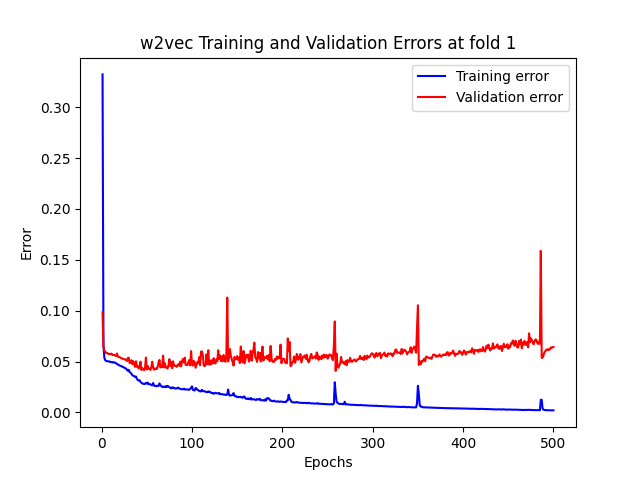 w2vec Training and Validation Errors at fold 1
Training error
Validation error
0.30
0.25
0.20
0.15
0.10
0.05
0.00
Error
0
100
200
300
400
500
Epochs